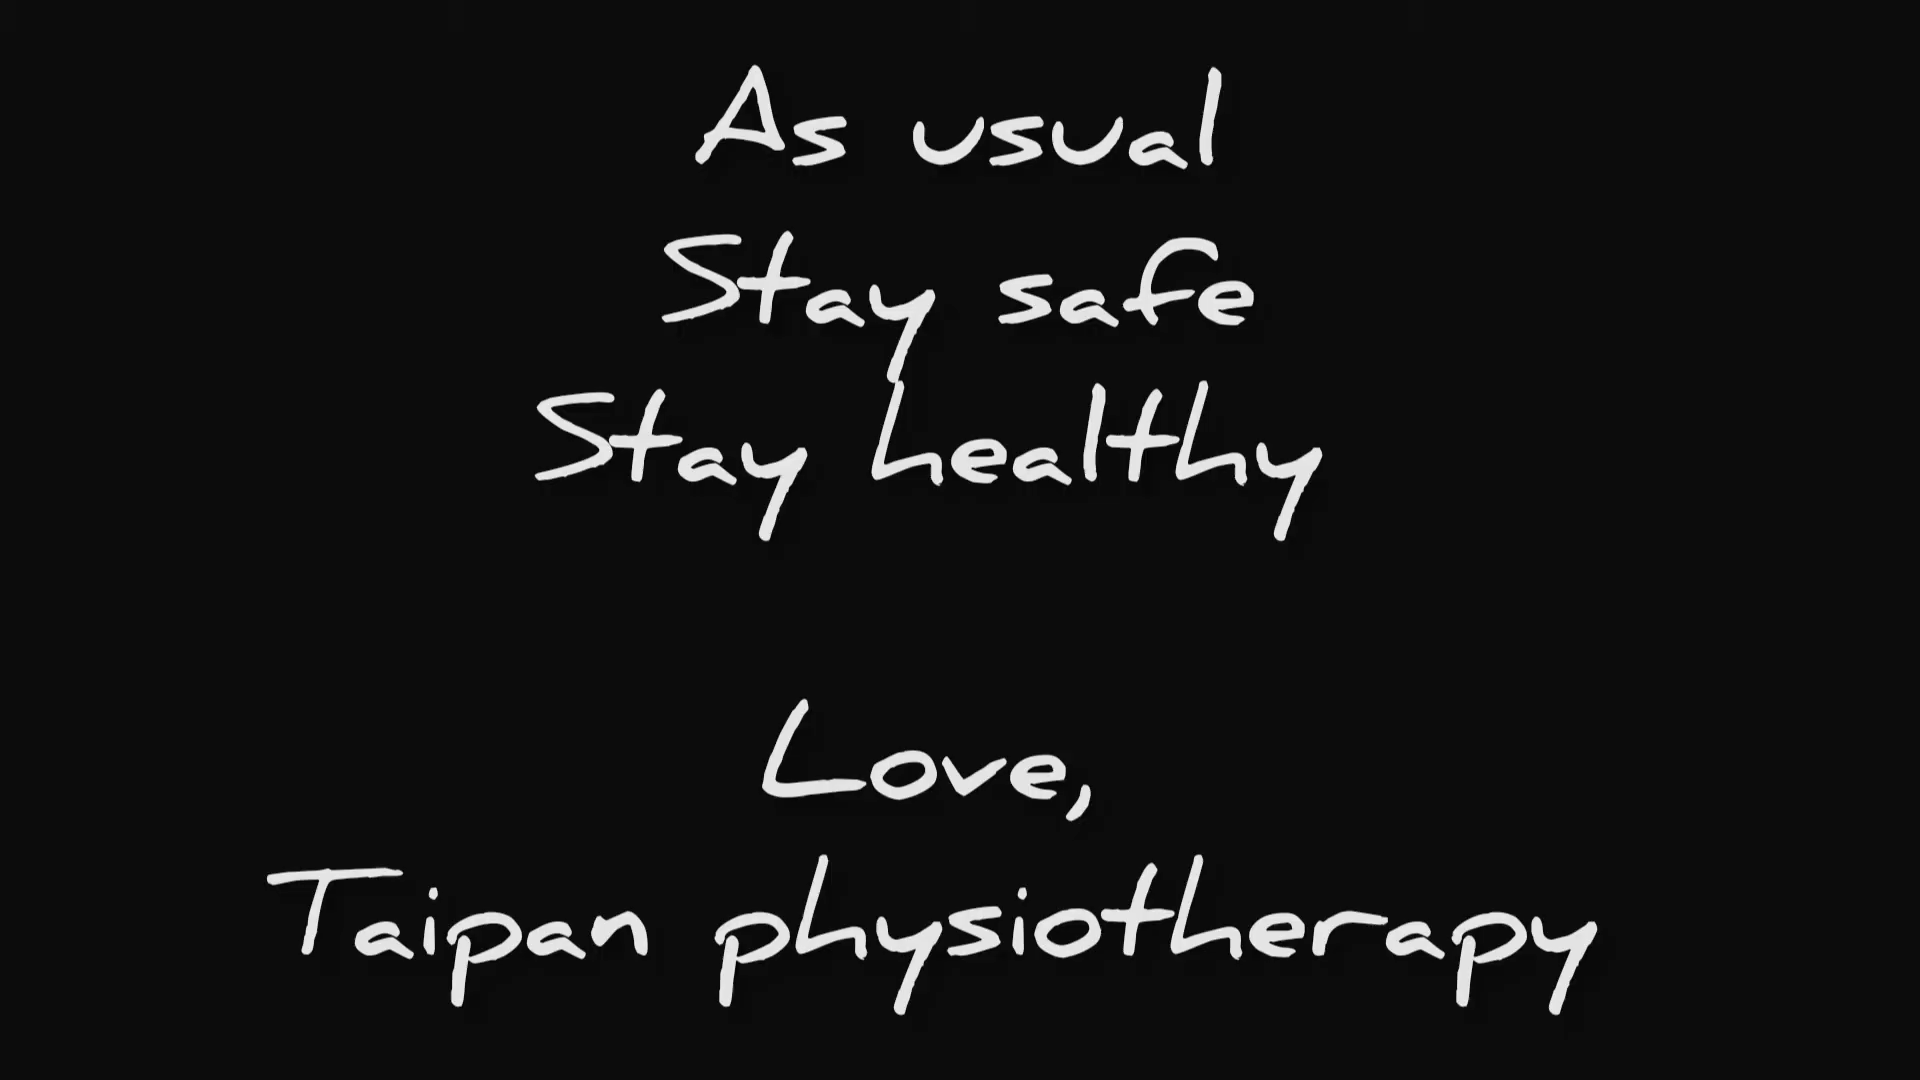 As usual
Stay safe
Stay healthy
Love,
Taipan physiotherapy